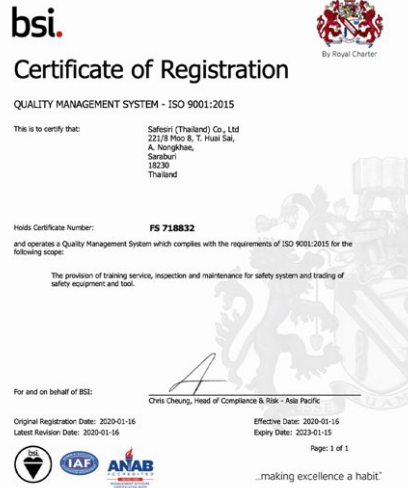 bsi.
By Royal Charter
Certificate of Registration
QUALITY MANAGEMENT SYSTEM - ISO 9001:2015
This is to certify that:
Safesiri (Thailand) Co., Ltd
221/8 Moo 8, T. Huai Sai,
A. Nongkhae,
Saraburi
18230
Thailand
Holds Certificate Number:
FS 718832
and operates a Quality Management System which complies with the requirements of ISO 9001:2015 for the
following scope:
The provision of training service, inspection and maintenance for safety system and trading of
safety equipment and tool.
For and on behalf of BSI:
Chris Cheung, Head of Compliance & Risk - Asia Pacific
Original Registration Date: 2020-01-16
Effective Date: 2020-01-16
Latest Revision Date: 2020-01-16
Expiry Date: 2023-01-15
Page: 1 of 1
bsi.
IAF
ANAB
ACCREDITED
...making excellence a habit.™